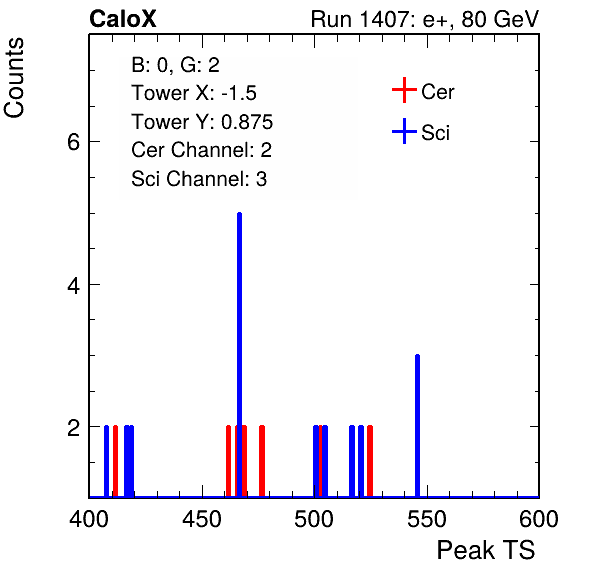 CaloX
Run 1407: e+, 80 GeV
Counts
B: 0, G: 2
Tower X: -1.5
Tower Y: 0.875
Cer Channel: 2
Sci Channel: 3
Cer
Sci
6
4
2
400
450
500
550
600
Peak TS